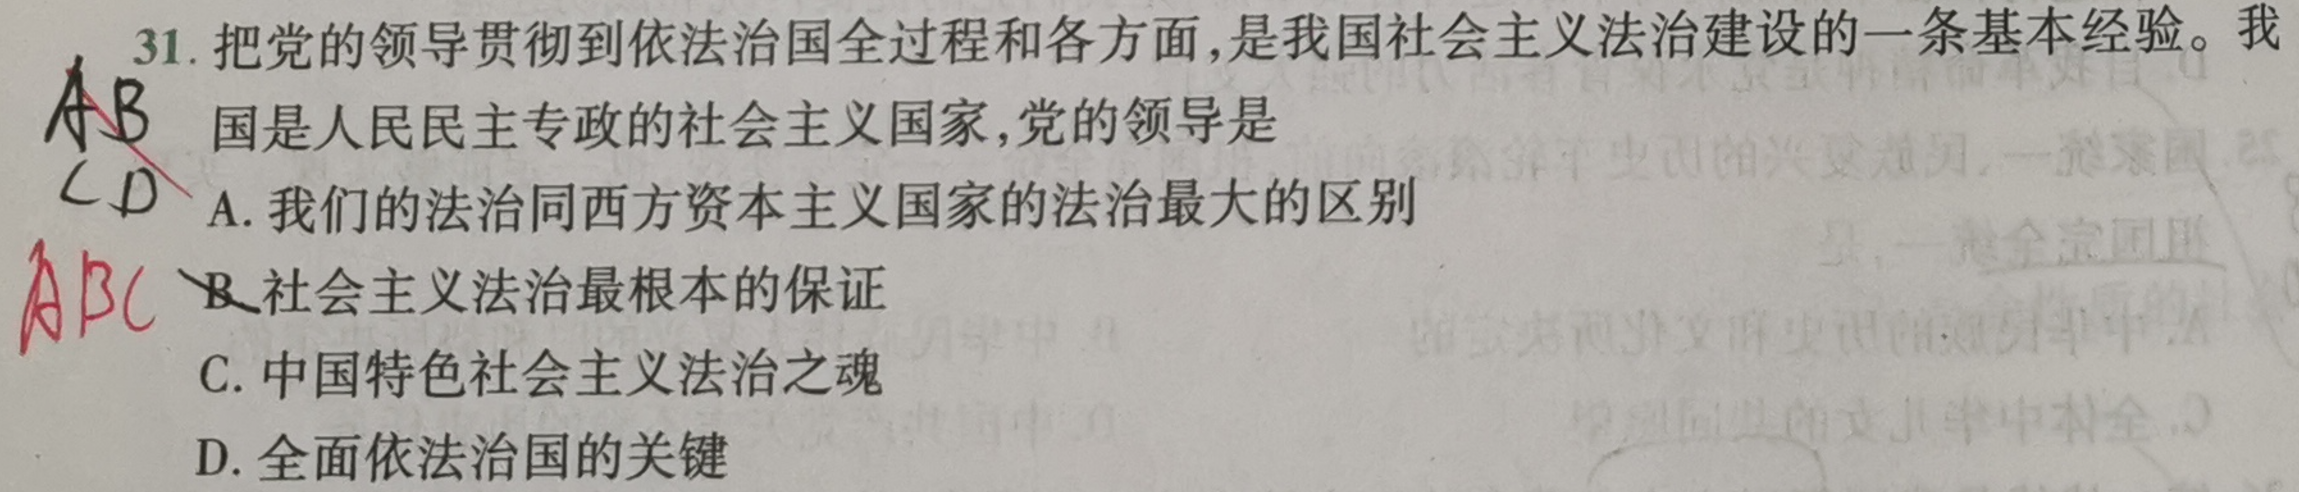 31. 把党的领导贯彻到依法治国全过程和各方面,是我国社会主义法治建设的一条基本经验。我
国是人民民主专政的社会主义国家,党的领导是
AB
CD
A. 我们的法治同西方资本主义国家的法治最大的区别
ABC
B. 社会主义法治最根本的保证
C. 中国特色社会主义法治之魂
D. 全面依法治国的关键